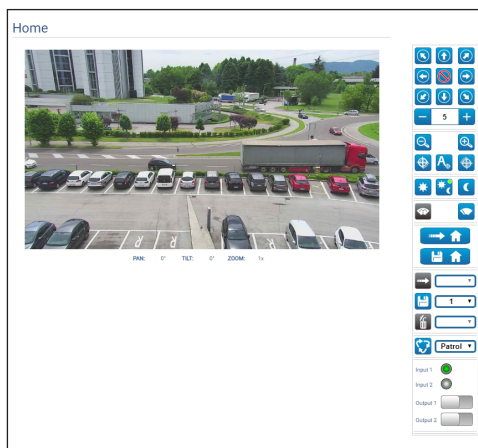 Home
5
A
PAN: 0° TILT: 0° ZOOM: 1x
1
Patrol
Input 1
Input 2
Output 1
Output 2